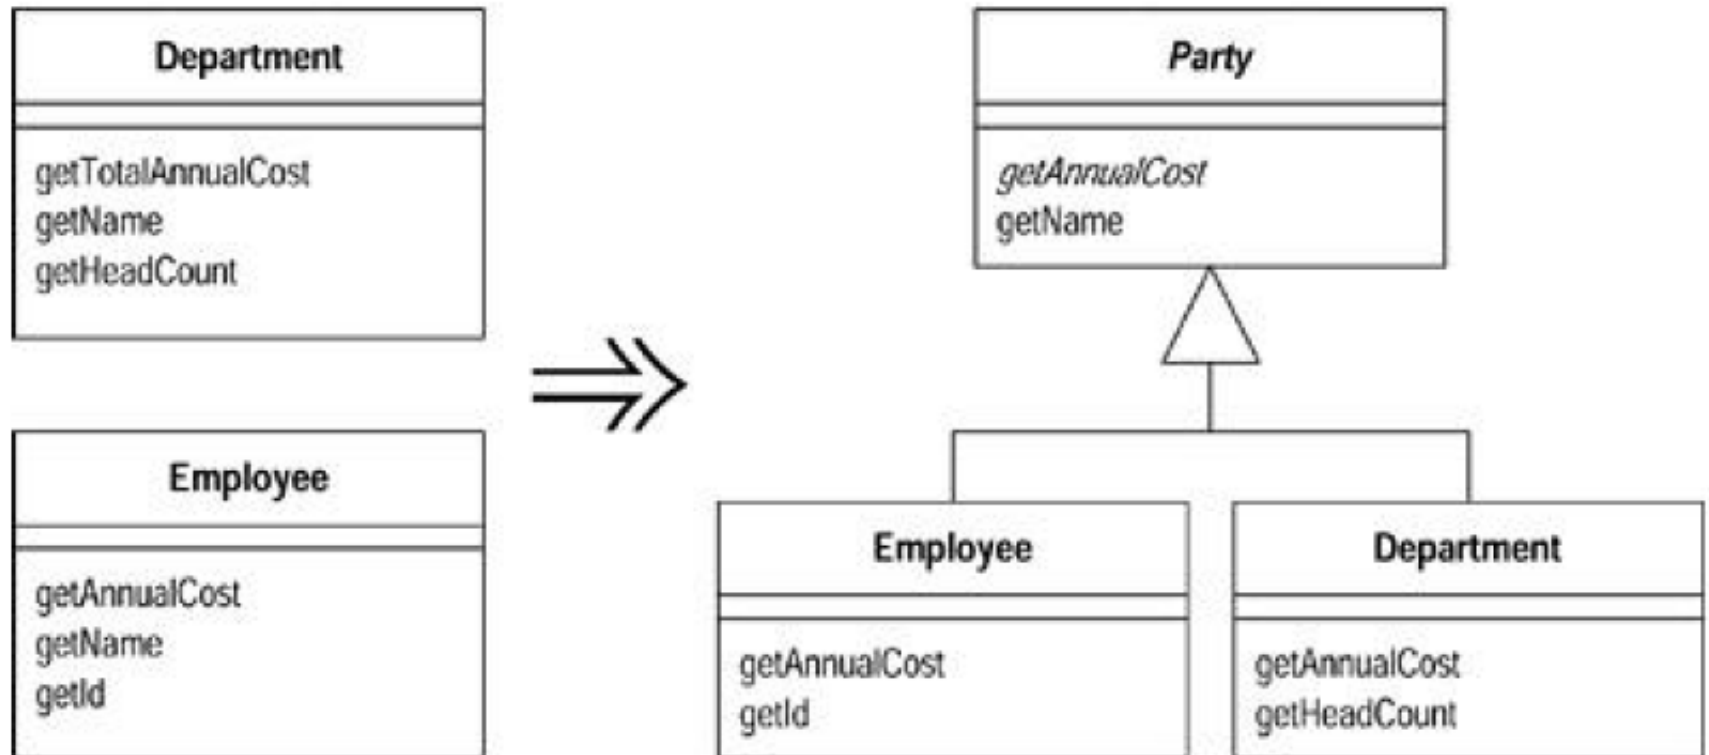 Department
getTotalAnnualCost
getName
getHeadCount
Employee
getAnnualCost
getName
getId
Party
getAnnualCost
getName
Employee
getAnnualCost
getId
Department
getAnnualCost
getHeadCount